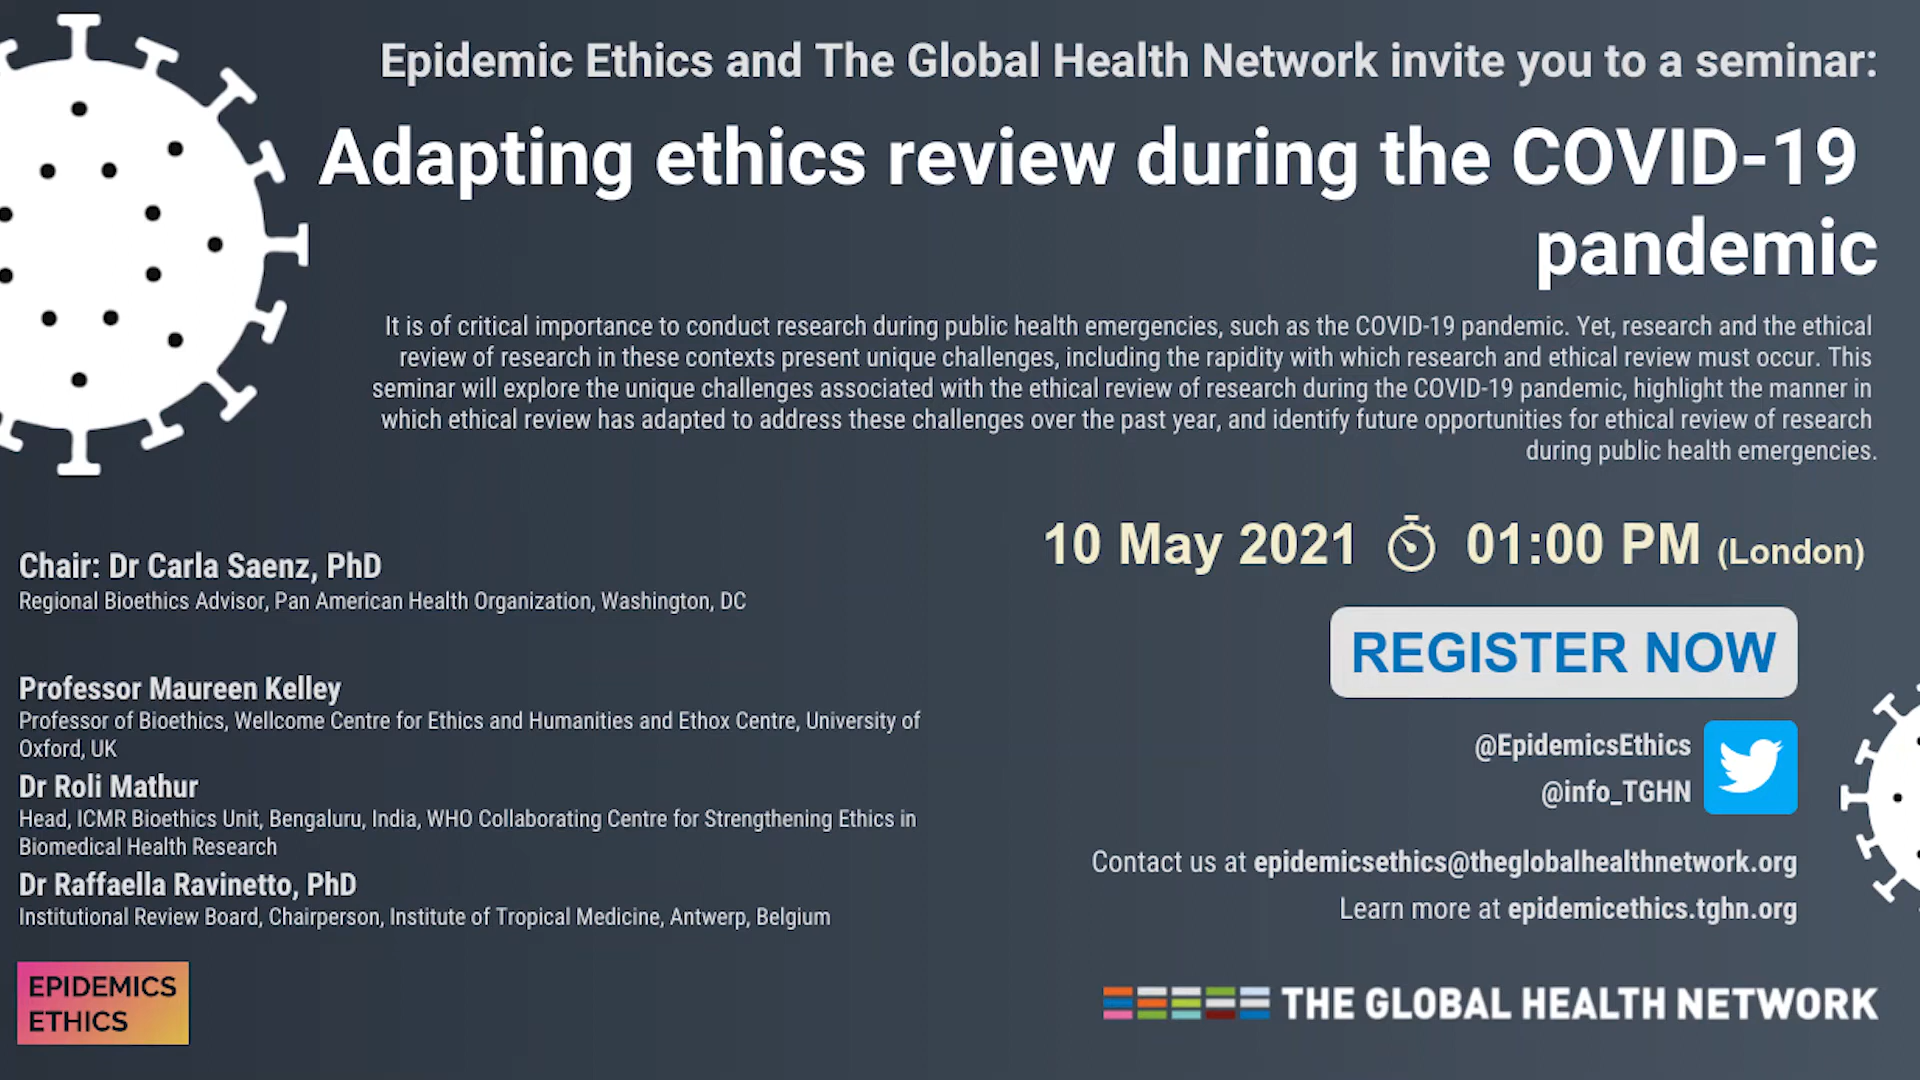 Epidemic Ethics and The Global Health Network invite you to a seminar:
Adapting ethics review during the COVID-19
pandemic
It is of critical importance to conduct research during public health emergencies, such as the COVID-19 pandemic. Yet, research and the ethical
review of research in these contexts present unique challenges, including the rapidity with which research and ethical review must occur. This
seminar will explore the unique challenges associated with the ethical review of research during the COVID-19 pandemic, highlight the manner in
which ethical review has adapted to address these challenges over the past year, and identify future opportunities for ethical review of research
during public health emergencies.
10 May 2021 01:00 PM (London)
Chair: Dr Carla Saenz, PhD
Regional Bioethics Advisor, Pan American Health Organization, Washington, DC
Professor Maureen Kelley
Professor of Bioethics, Wellcome Centre for Ethics and Humanities and Ethox Centre, University of
Oxford, UK
Dr Roli Mathur
Head, ICMR Bioethics Unit, Bengaluru, India, WHO Collaborating Centre for Strengthening Ethics in
Biomedical Health Research
Dr Raffaella Ravinetto, PhD
Institutional Review Board, Chairperson, Institute of Tropical Medicine, Antwerp, Belgium
REGISTER NOW
@EpidemicsEthics
@info_TGHN
Contact us at epidemicsethics@theglobalhealthnetwork.org
Learn more at epidemicethics.tghn.org
EPIDEMICS
ETHICS
THE GLOBAL HEALTH NETWORK